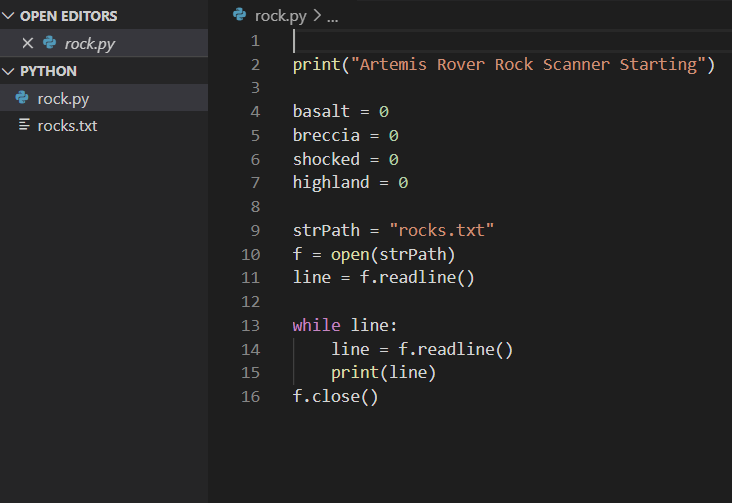 OPEN EDITORS
rock.py
PYTHON
rock.py
rocks.txt
rock.py > ...
1
2 print("Artemis Rover Rock Scanner Starting")
3
4 basalt = 0
5 breccia = 0
6 shocked = 0
7 highland = 0
8
9 strPath = "rocks.txt"
10 f = open(strPath)
11 line = f.readline()
12
13 while line:
14     line = f.readline()
15     print(line)
16 f.close()